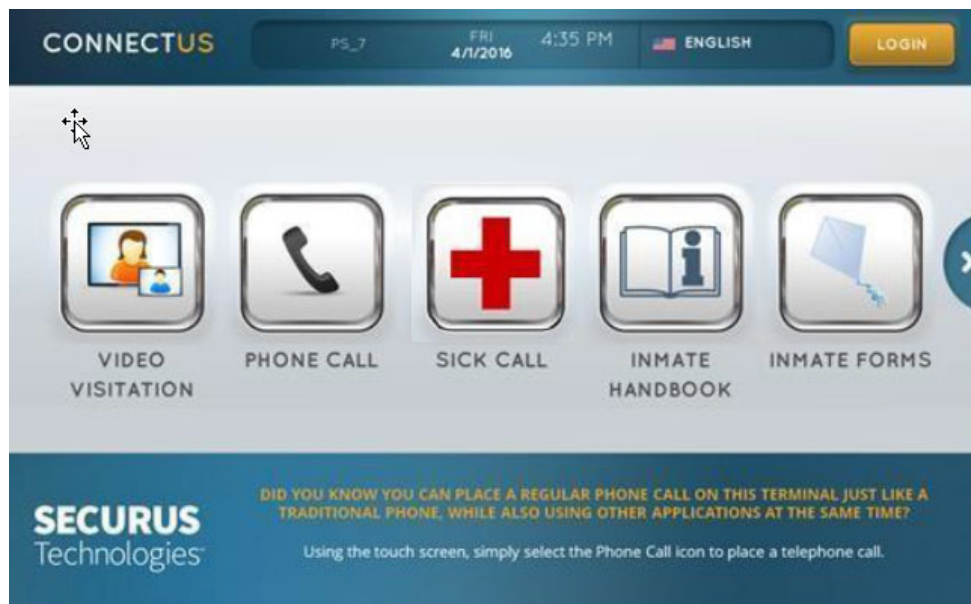 CONNECTUS
PS_7
FRI
4/1/2016
4:35 PM
ENGLISH
LOGIN
VIDEO
VISITATION
PHONE CALL
SICK CALL
INMATE
HANDBOOK
INMATE FORMS
SECURUS
Technologies
DID YOU KNOW YOU CAN PLACE A REGULAR PHONE CALL ON THIS TERMINAL JUST LIKE A
TRADITIONAL PHONE, WHILE ALSO USING OTHER APPLICATIONS AT THE SAME TIME?
Using the touch screen, simply select the Phone Call icon to place a telephone call.